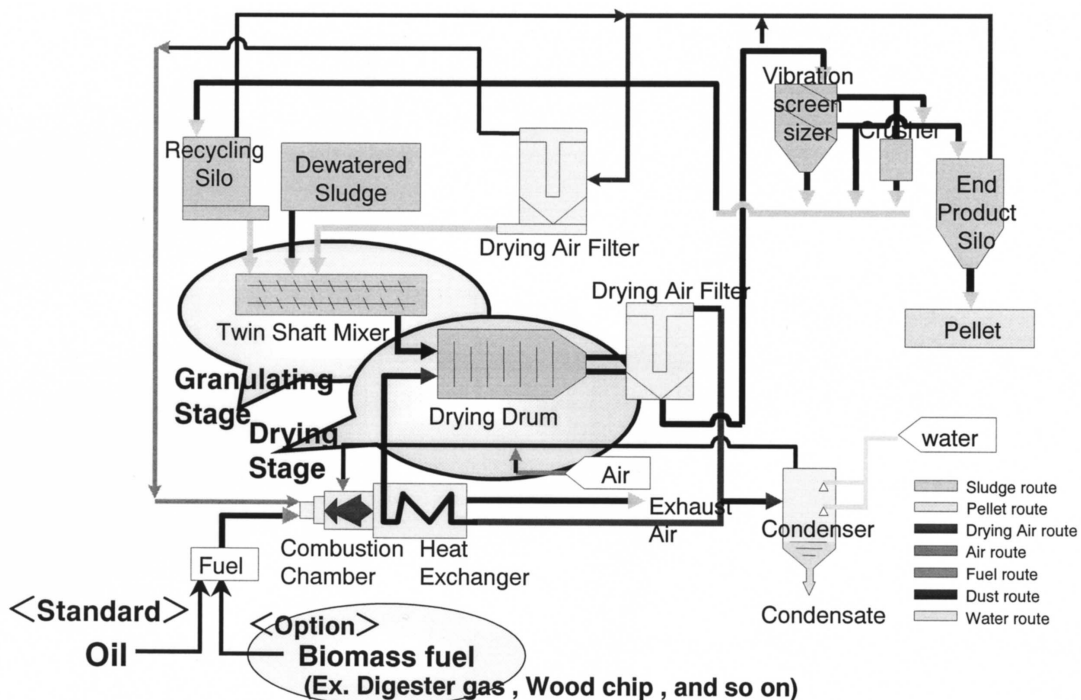 Vibration
screen
sizer
Crusher
Recycling
Silo
Dewatered
Sludge
End
Product
Silo
Drying Air Filter
Drying Air Filter
Twin Shaft Mixer
Pellet
Granulating
Stage
Drying Drum
Drying
Stage
water
Air
Exhaust
Air
Condenser
Sludge route
Pellet route
Drying Air route
Air route
Fuel route
Dust route
Water route
Combustion
Chamber
Heat
Exchanger
Fuel
Condensate
<Standard>
Oil
<Option>
Biomass fuel
(Ex. Digester gas , Wood chip , and so on)